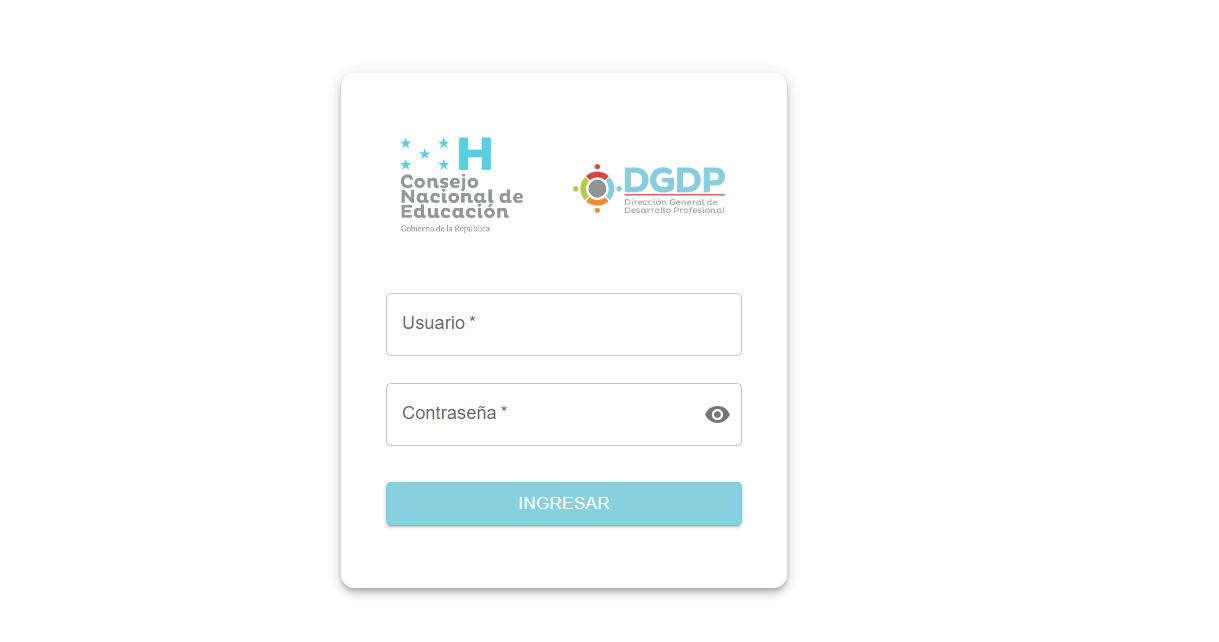 H
Consejo
Nacional de
Educación
Gobierno de la República
DGDP
Dirección General de
Desarrollo Profesional
Usuario *
Contraseña *
INGRESAR